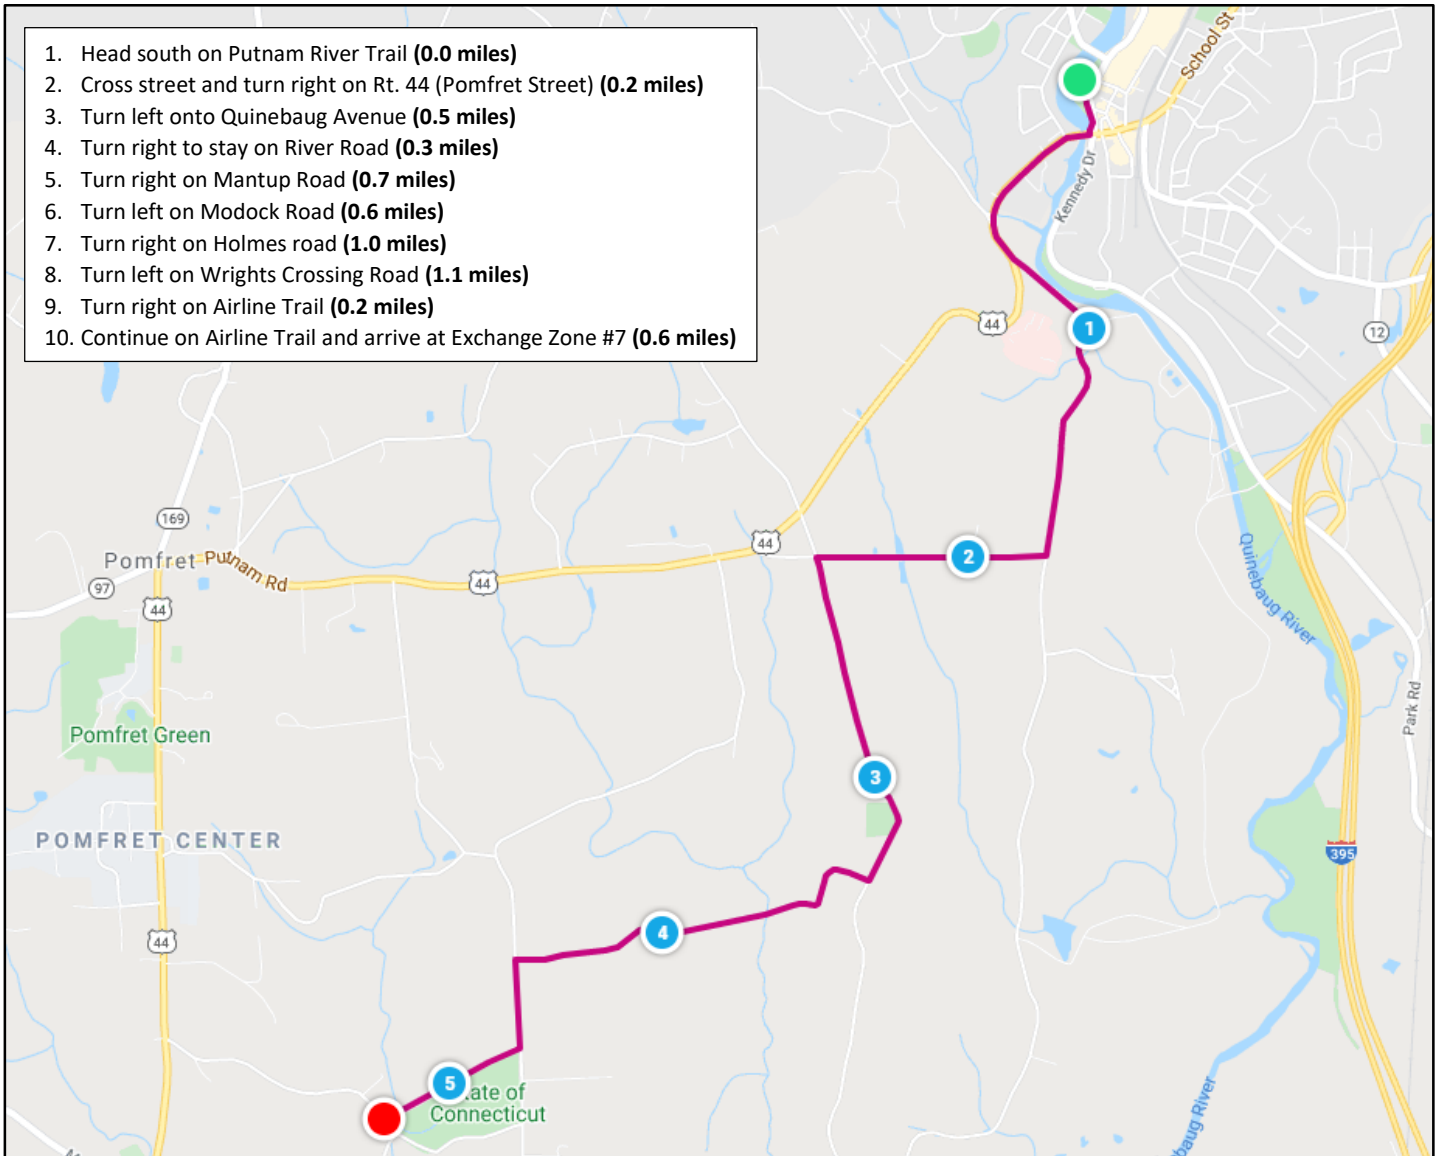 1. Head south on Putnam River Trail (0.0 miles)
2. Cross street and turn right on Rt. 44 (Pomfret Street) (0.2 miles)
3. Turn left onto Quinebaug Avenue (0.5 miles)
4. Turn right to stay on River Road (0.3 miles)
5. Turn right on Mantup Road (0.7 miles)
6. Turn left on Modock Road (0.6 miles)
7. Turn right on Holmes road (1.0 miles)
8. Turn left on Wrights Crossing Road (1.1 miles)
9. Turn right on Airline Trail (0.2 miles)
10. Continue on Airline Trail and arrive at Exchange Zone #7 (0.6 miles)
School St
Kennedy Dr
44
1
12
169
Pomfret
Putnam Rd
44
2
97
44
44
Quinebaug River
Park Rd
Pomfret Green
3
POMFRET CENTER
395
4
44
5
ate of
Connecticut
baug River